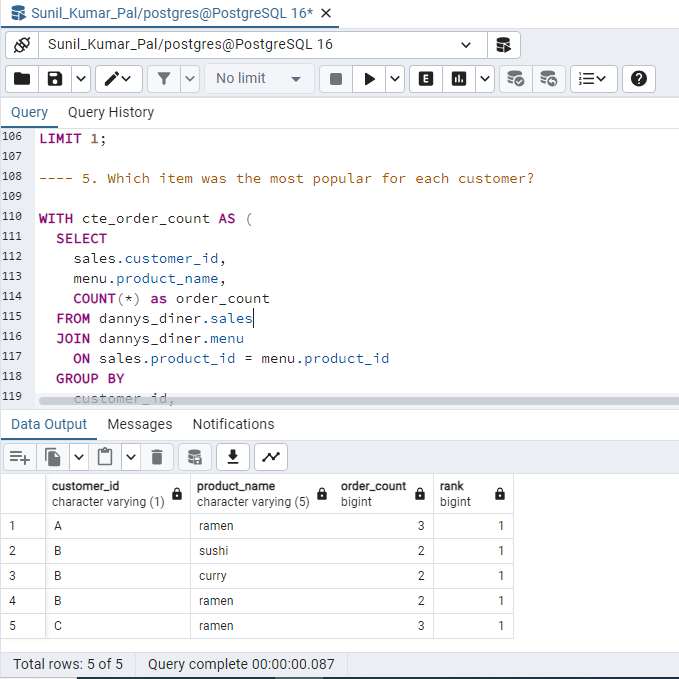 Sunil_Kumar_Pal/postgres@PostgreSQL 16* ✕
Sunil_Kumar_Pal/postgres@PostgreSQL 16
No limit
E
Query Query History
106 LIMIT 1;
107
108 ---- 5. Which item was the most popular for each customer?
109
110 WITH cte_order_count AS (
111   SELECT
112     sales.customer_id,
113     menu.product_name,
114     COUNT(*) as order_count
115   FROM dannys_diner.sales
116   JOIN dannys_diner.menu
117     ON sales.product_id = menu.product_id
118   GROUP BY
119     customer_id,
Data Output Messages Notifications
customer_id product_name order_count rank
character varying (1) character varying (5) bigint bigint
1 A ramen 3 1
2 B sushi 2 1
3 B curry 2 1
4 B ramen 2 1
5 C ramen 3 1
Total rows: 5 of 5 Query complete 00:00:00.087